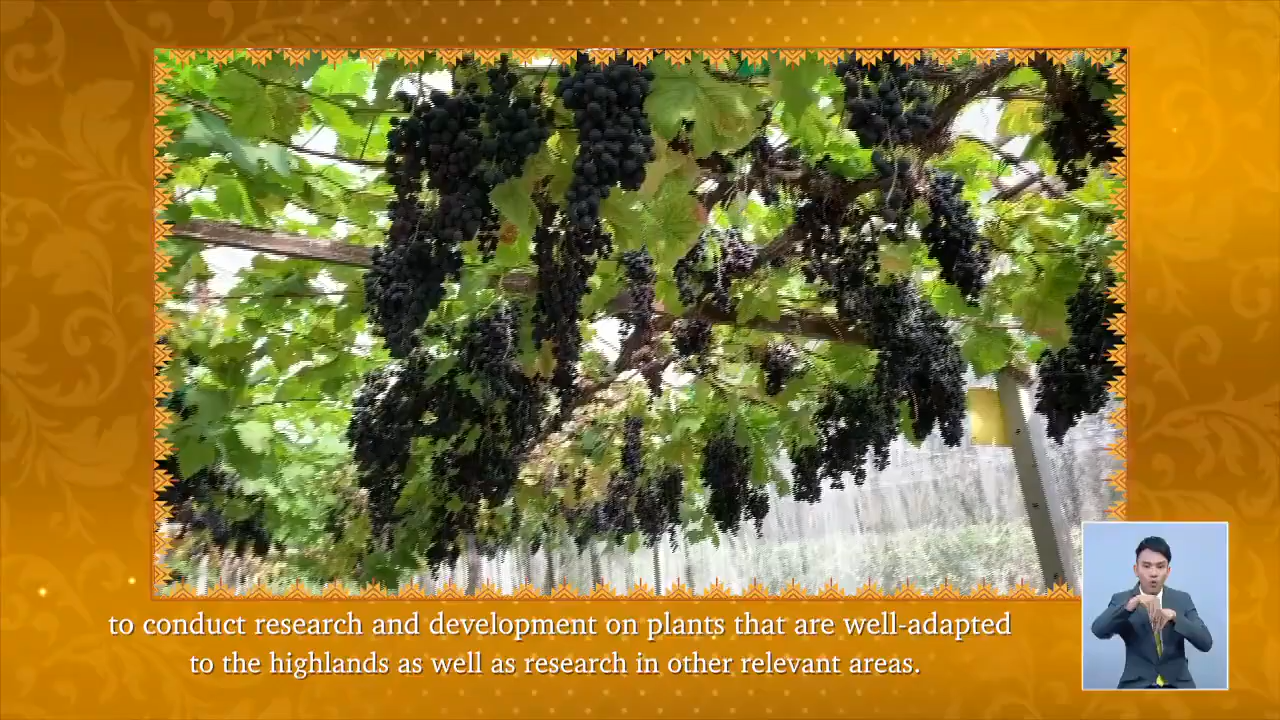 to conduct research and development on plants that are well-adapted
to the highlands as well as research in other relevant areas.